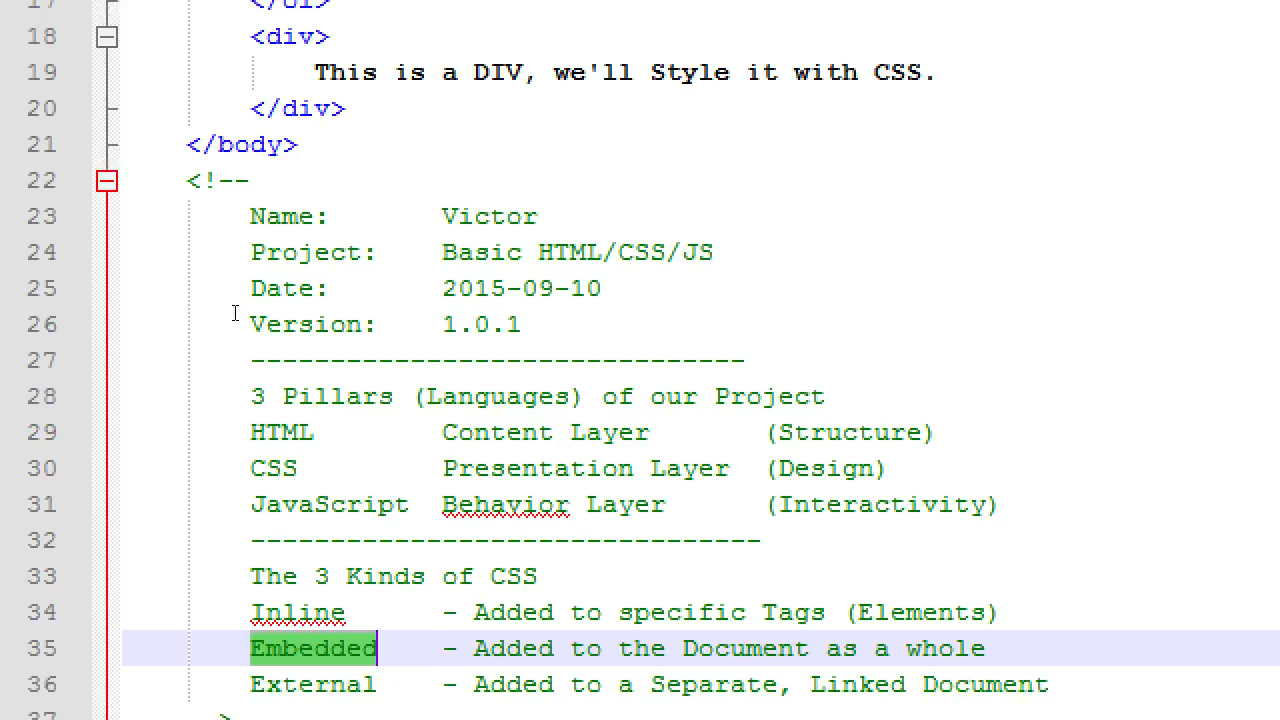 17 </ol>
18 <div>
19 This is a DIV, we'll Style it with CSS.
20 </div>
21 </body>
22 <!--
23 Name: Victor
24 Project: Basic HTML/CSS/JS
25 Date: 2015-09-10
26 Version: 1.0.1
27 -------------------------------
28 3 Pillars (Languages) of our Project
29 HTML Content Layer (Structure)
30 CSS Presentation Layer (Design)
31 JavaScript Behavior Layer (Interactivity)
32 --------------------------------
33 The 3 Kinds of CSS
34 Inline - Added to specific Tags (Elements)
35 Embedded - Added to the Document as a whole
36 External - Added to a Separate, Linked Document
37 -->